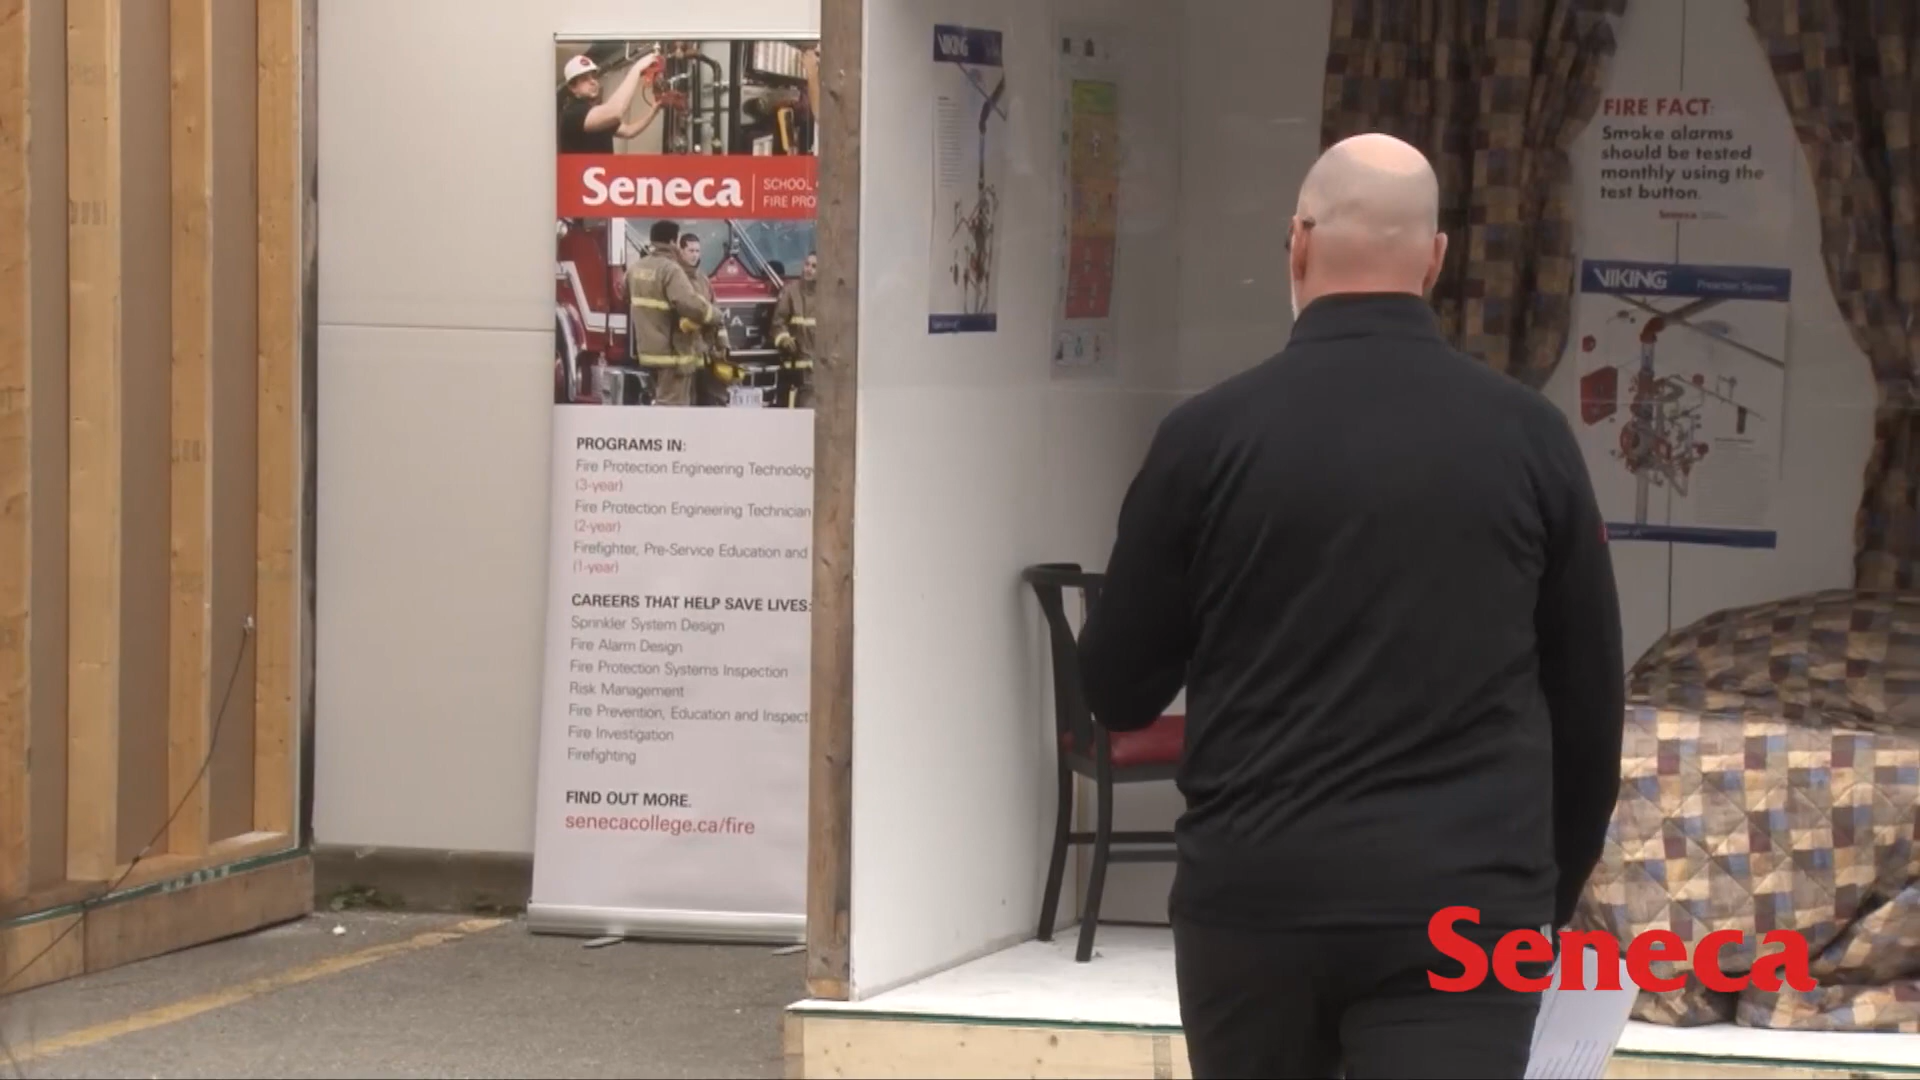 Seneca
SCHOOL
FIRE PRO
PROGRAMS IN:
Fire Protection Engineering Technolog
(3-year)
Fire Protection Engineering Technician
(2-year)
Firefighter, Pre-Service Education and
(1-year)
CAREERS THAT HELP SAVE LIVES:
Sprinkler System Design
Fire Alarm Design
Fire Protection Systems Inspection
Risk Management
Fire Prevention, Education and Inspect
Fire Investigation
Firefighting
FIND OUT MORE.
senecacollege.ca/fire
VIKING
FIRE FACT:
Smoke alarms
should be tested
monthly using the
test button.
Seneca
VIKING Preaction System
Seneca